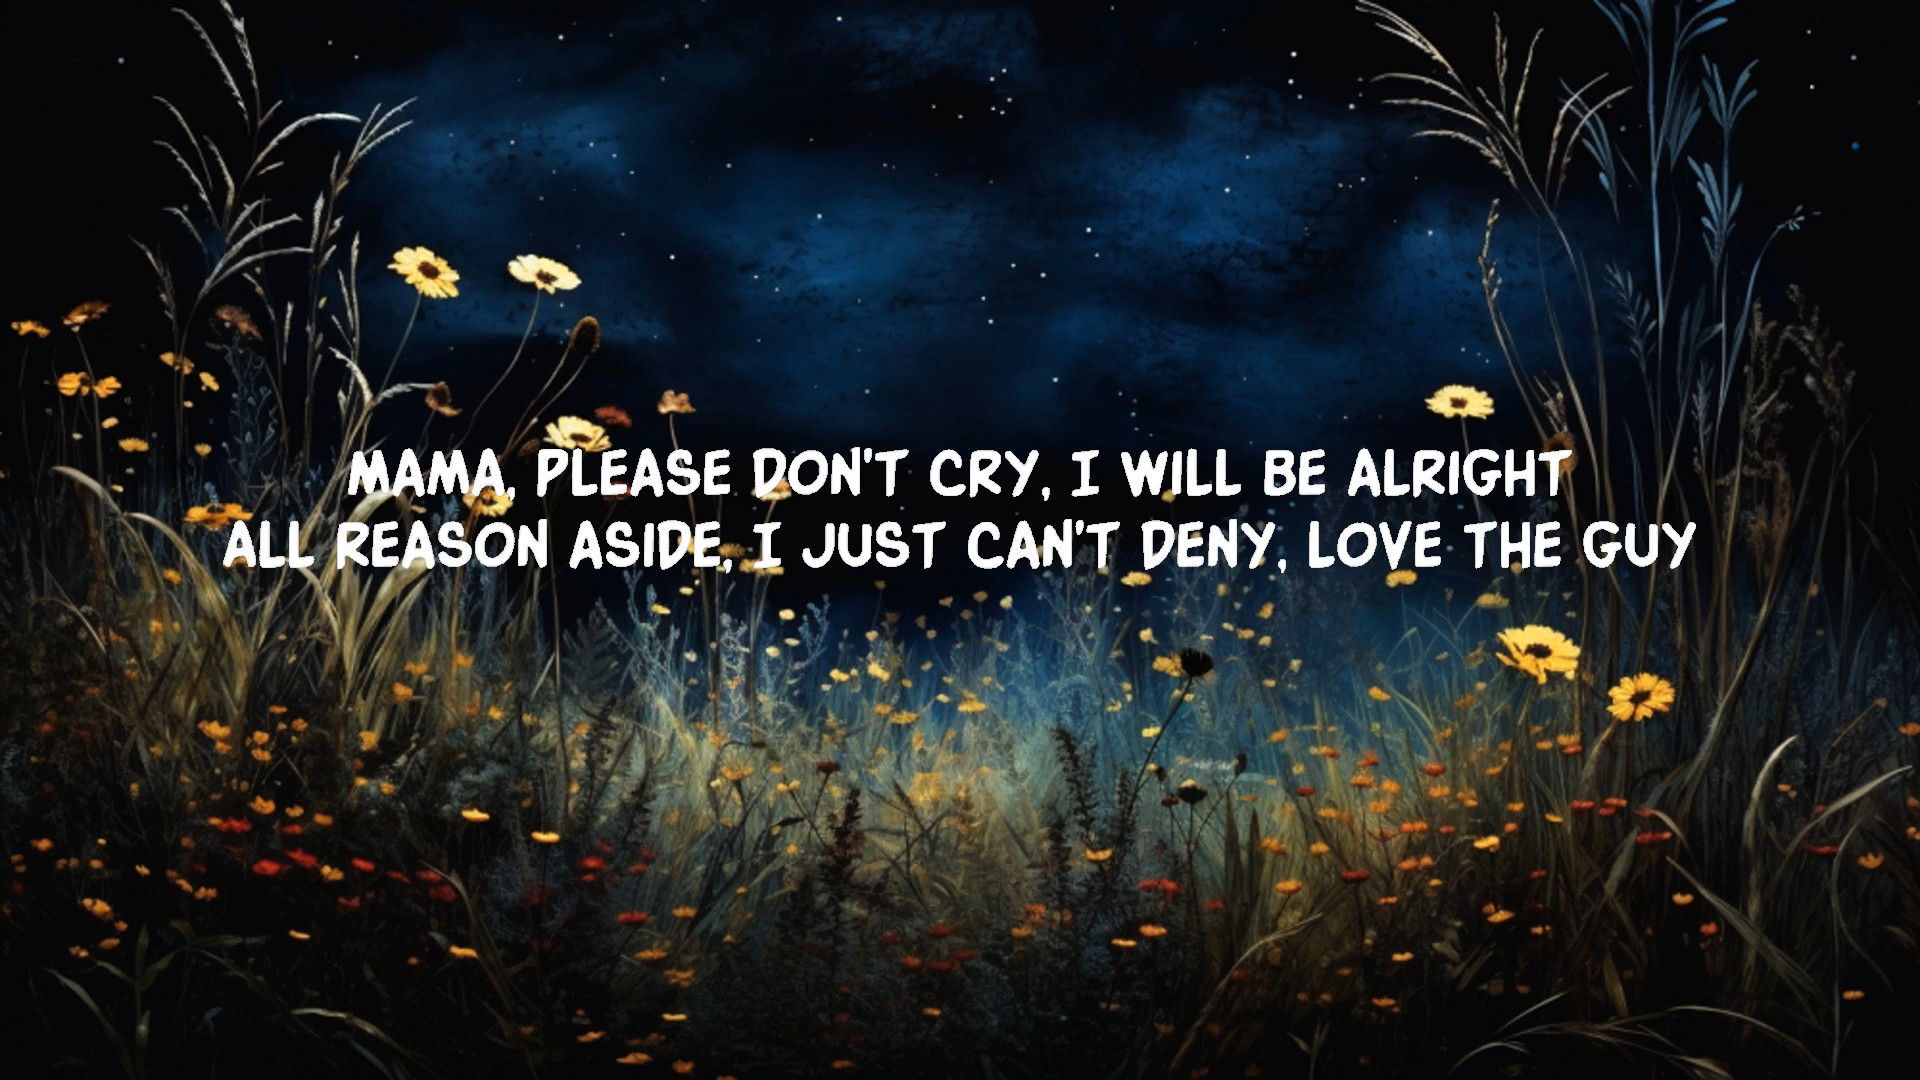 MAMA, PLEASE DON'T CRY, I WILL BE ALRIGHT
ALL REASON ASIDE, I JUST CAN'T DENY, LOVE THE GUY